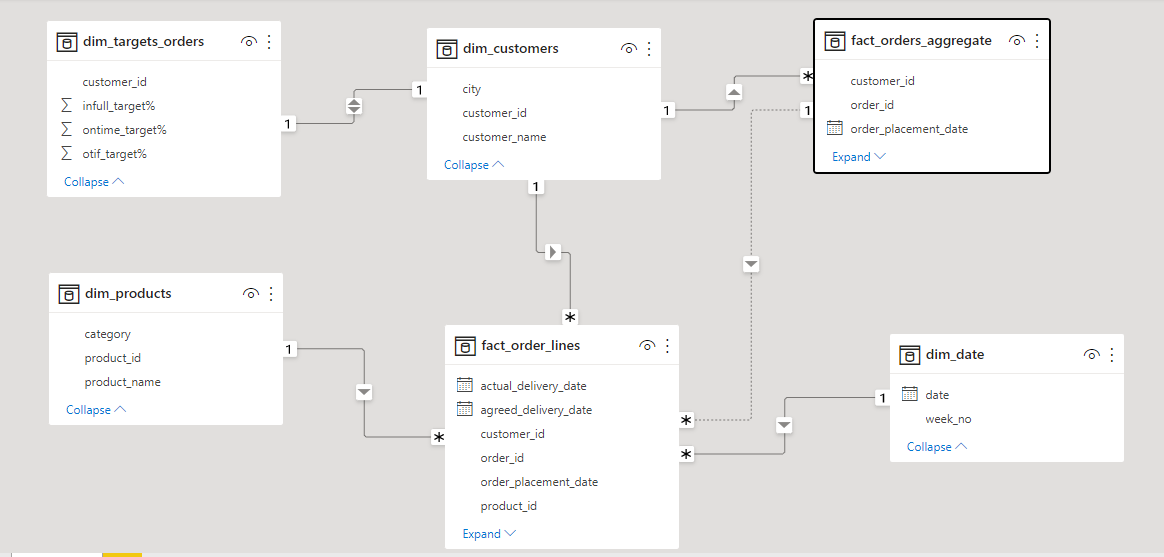 dim_targets_orders
customer_id
infull_target%
ontime_target%
otif_target%
Collapse
1
1
dim_customers
city
customer_id
customer_name
Collapse
1
1
*
1
fact_orders_aggregate
customer_id
order_id
order_placement_date
Expand
dim_products
category
product_id
product_name
Collapse
1
*
*
fact_order_lines
actual_delivery_date
agreed_delivery_date
customer_id
order_id
order_placement_date
product_id
Expand
*
*
1
dim_date
date
week_no
Collapse